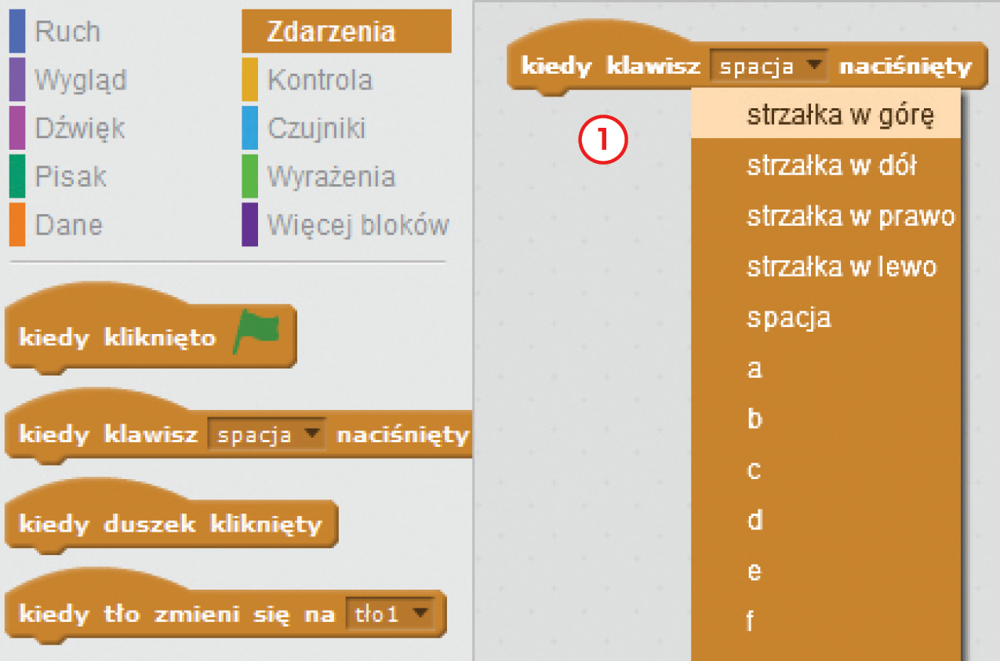 Ruch
Zdarzenia
Wygląd
Kontrola
Dźwięk
Czujniki
Pisak
Wyrażenia
Dane
Więcej bloków
kiedy kliknięto
kiedy klawisz spacja naciśnięty
kiedy duszek kliknięty
kiedy tło zmieni się na tło1
kiedy klawisz spacja naciśnięty
1
strzałka w górę
strzałka w dół
strzałka w prawo
strzałka w lewo
spacja
a
b
c
d
e
f